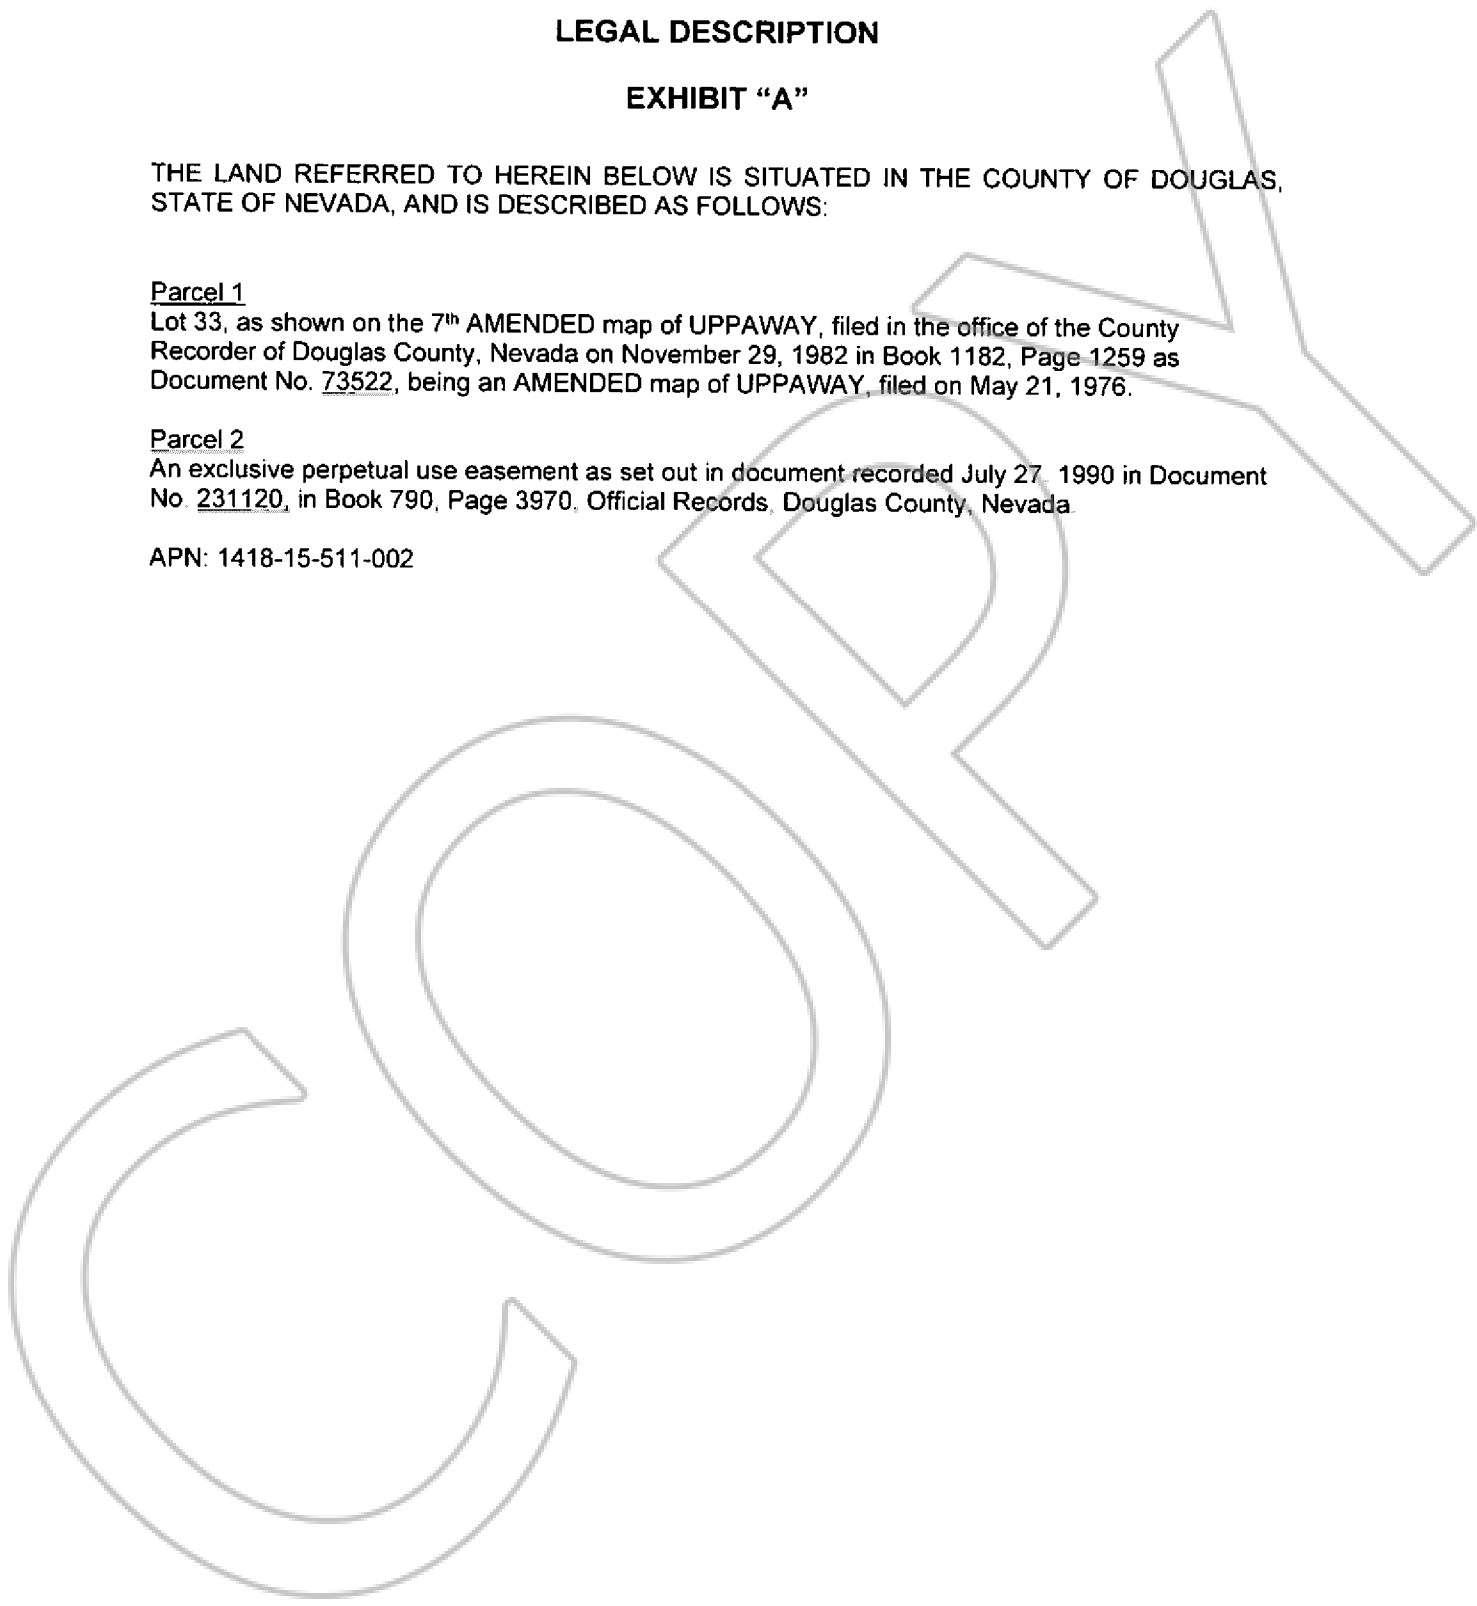 LEGAL DESCRIPTION
EXHIBIT “A”
THE LAND REFERRED TO HEREIN BELOW IS SITUATED IN THE COUNTY OF DOUGLAS,
STATE OF NEVADA, AND IS DESCRIBED AS FOLLOWS:
Parcel 1
Lot 33, as shown on the 7th AMENDED map of UPPAWAY, filed in the office of the County
Recorder of Douglas County, Nevada on November 29, 1982 in Book 1182, Page 1259 as
Document No. 73522, being an AMENDED map of UPPAWAY, filed on May 21, 1976.
Parcel 2
An exclusive perpetual use easement as set out in document recorded July 27, 1990 in Document
No. 231120, in Book 790, Page 3970, Official Records, Douglas County, Nevada.
APN: 1418-15-511-002
COPY